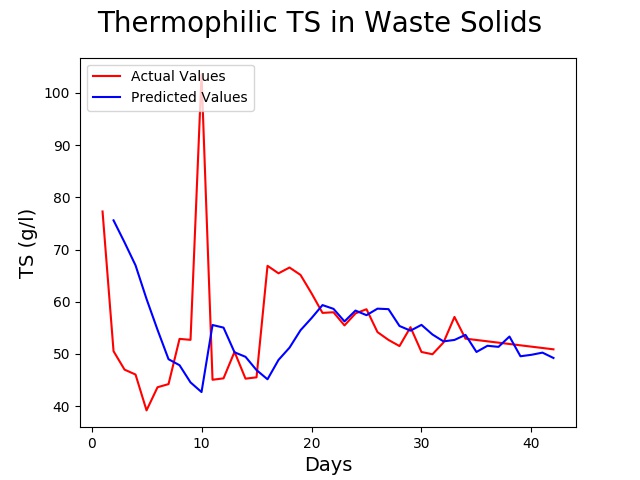 Thermophilic TS in Waste Solids
Actual Values
Predicted Values
TS (g/l)
100
90
80
70
60
50
40
0 10 20 30 40
Days